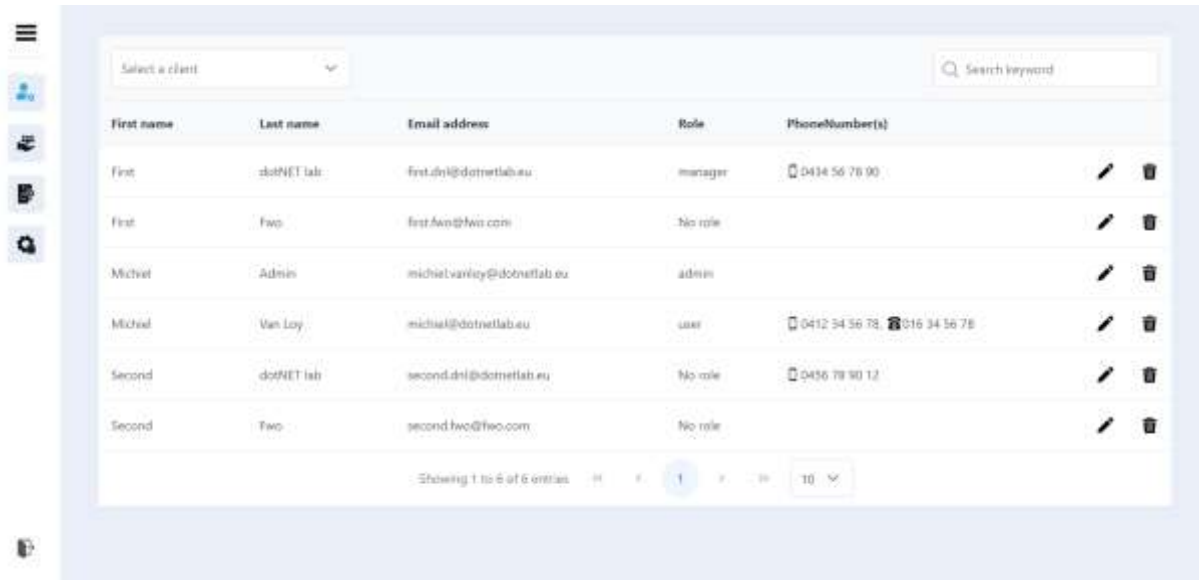 Select a client Search keyword
First name Last name Email address Role PhoneNumber(s)
First dotNET lab first.dnl@dotnetlab.eu manager 0434 56 78 90
First Fwo first.fwo@fwo.com No role
Michiel Admin michiel.vanloy@dotnetlab.eu admin
Michiel Van Loy michiel@dotnetlab.eu user 0412 34 56 78, 016 34 56 78
Second dotNET lab second.dnl@dotnetlab.eu No role 0456 78 90 12
Second Fwo second.fwo@fwo.com No role
Showing 1 to 6 of 6 entries << < 1 > >> 10